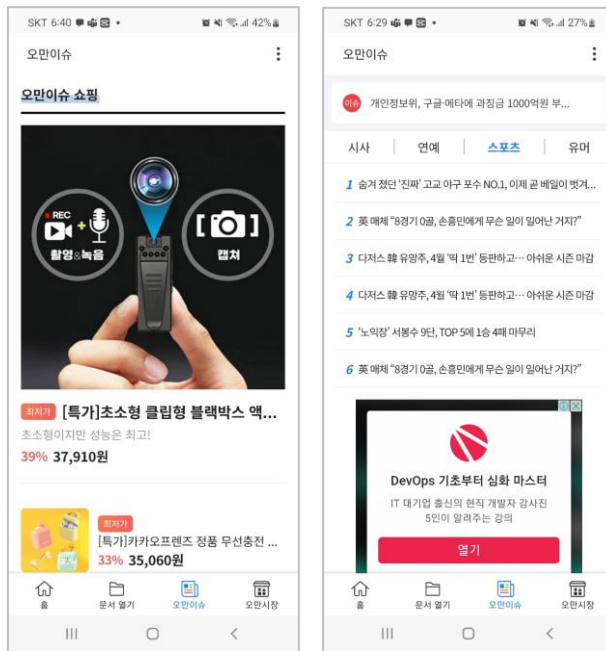 SKT 6:40
42%
오만이슈
오만이슈 쇼핑
REC
촬영&녹음
캡처
최저가 [특가]초소형 클립형 블랙박스 액...
초소형이지만 성능은 최고!
39% 37,910원
최저가
[특가]카카오프렌즈 정품 무선충전 ...
33% 35,060원
홈
문서 열기
오만이슈
오만시장
SKT 6:29
27%
오만이슈
이슈 개인정보위, 구글·메타에 과징금 1000억원 부...
시사
연예
스포츠
유머
1 숨겨 졌던 '진짜' 고교 야구 포수 NO.1, 이제 곧 베일이 벗겨...
2 英 매체 "8경기 0골, 손흥민에게 무슨 일이 일어난 거지?"
3 다저스 韓 유망주, 4월 '딱 1번' 등판하고… 아쉬운 시즌 마감
4 다저스 韓 유망주, 4월 '딱 1번' 등판하고… 아쉬운 시즌 마감
5 '노익장' 서봉수 9단, TOP 5에 1승 4패 마무리
6 英 매체 "8경기 0골, 손흥민에게 무슨 일이 일어난 거지?"
DevOps 기초부터 심화 마스터
IT 대기업 출신의 현직 개발자 강사진
5인이 알려주는 강의
열기
홈
문서 열기
오만이슈
오만시장